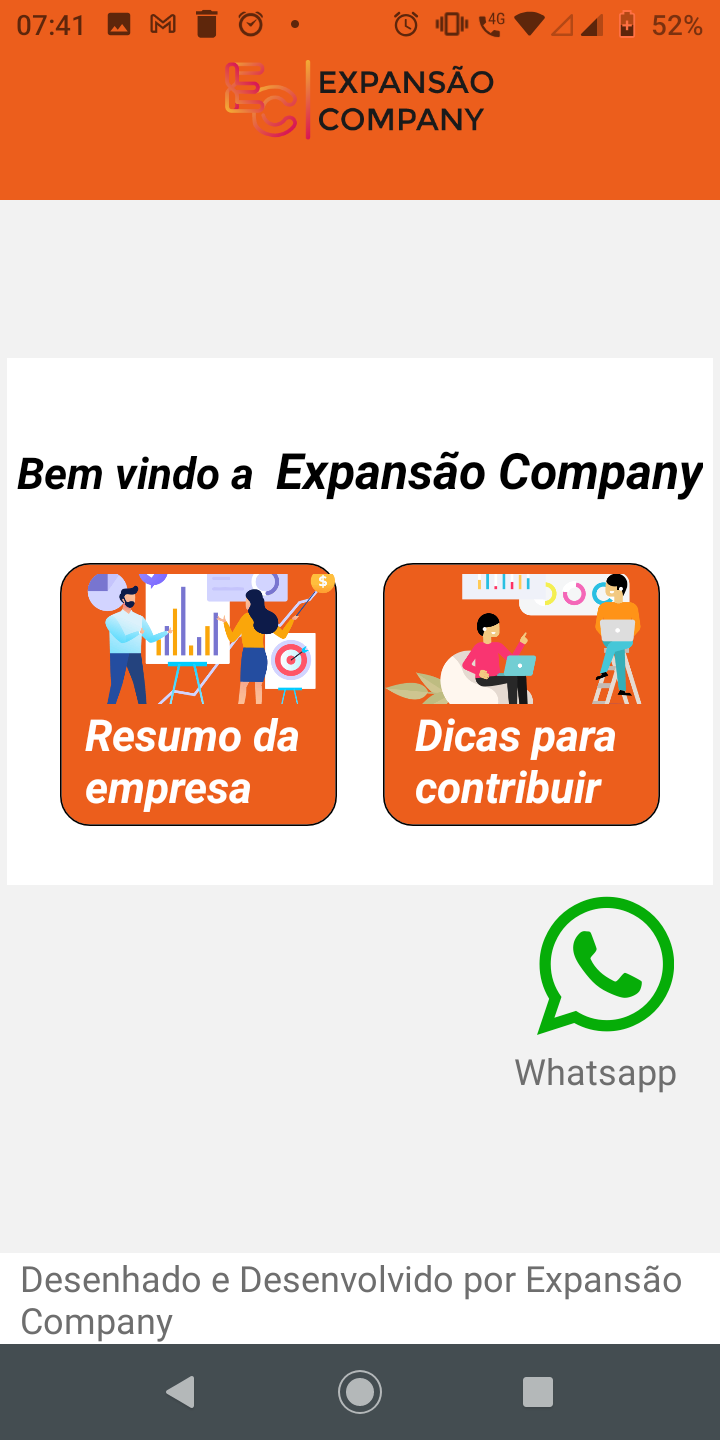 07:41 4G 52%
EXPANSÃO
COMPANY
Bem vindo a Expansão Company
$
Resumo da
empresa
Dicas para
contribuir
Whatsapp
Desenhado e Desenvolvido por Expansão
Company